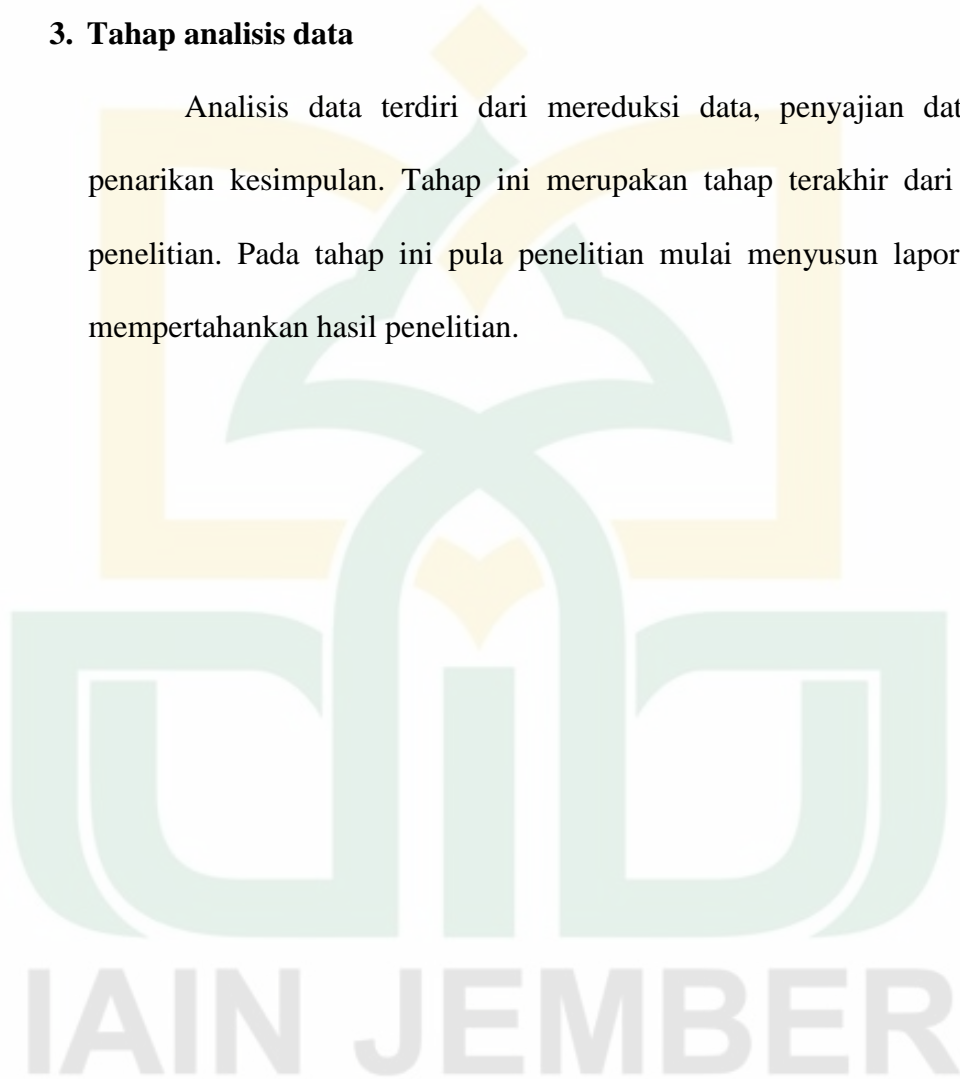 3. Tahap analisis data
Analisis data terdiri dari mereduksi data, penyajian dat
penarikan kesimpulan. Tahap ini merupakan tahap terakhir dari
penelitian. Pada tahap ini pula penelitian mulai menyusun lapor
mempertahankan hasil penelitian.
IAIN JEMBER